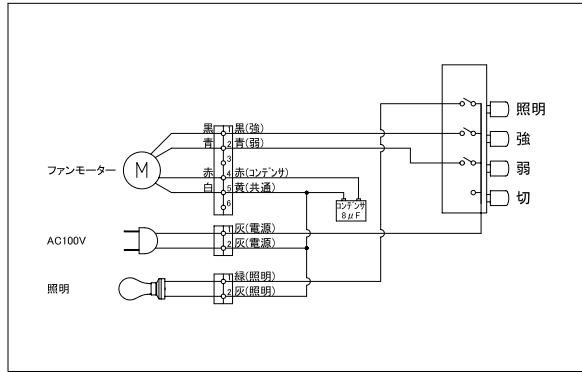 照明
黒 1 黒(強)
強
青 2 青(弱)
3
弱
ファンモーター M 赤 4 赤(コンデンサ)
白 5 黄(共通)
切
6
コンデンサ
8μF
AC100V
1 灰(電源)
2 灰(電源)
照明
1 緑(照明)
2 灰(照明)